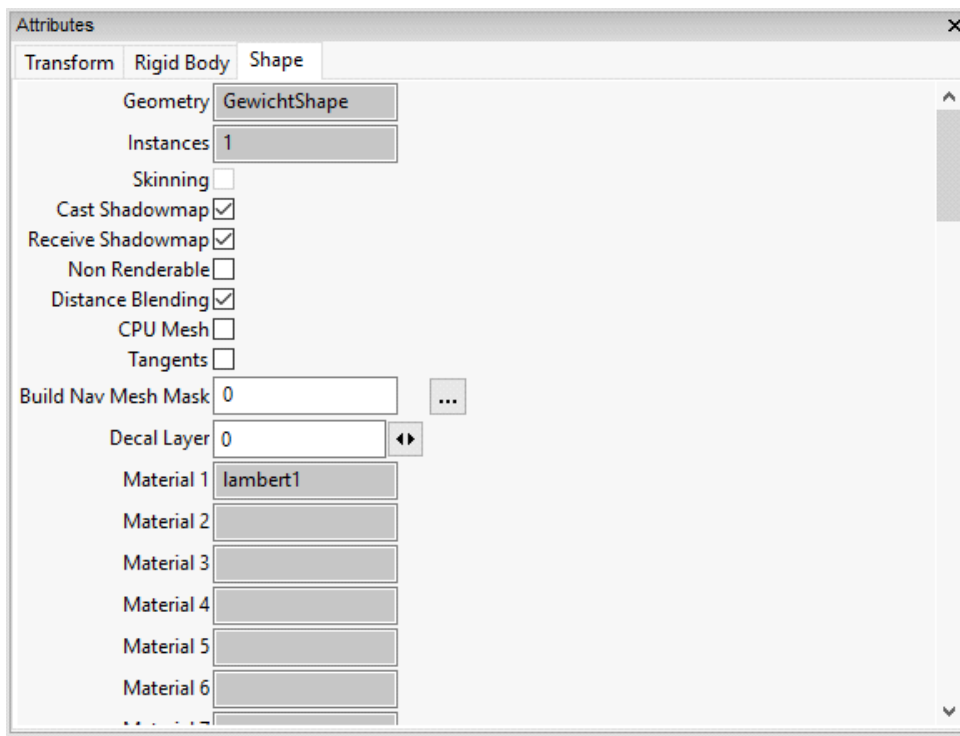 Attributes
Transform Rigid Body Shape
Geometry GewichtShape
Instances 1
Skinning
Cast Shadowmap
Receive Shadowmap
Non Renderable
Distance Blending
CPU Mesh
Tangents
Build Nav Mesh Mask 0 ...
Decal Layer 0
Material 1 lambert1
Material 2
Material 3
Material 4
Material 5
Material 6